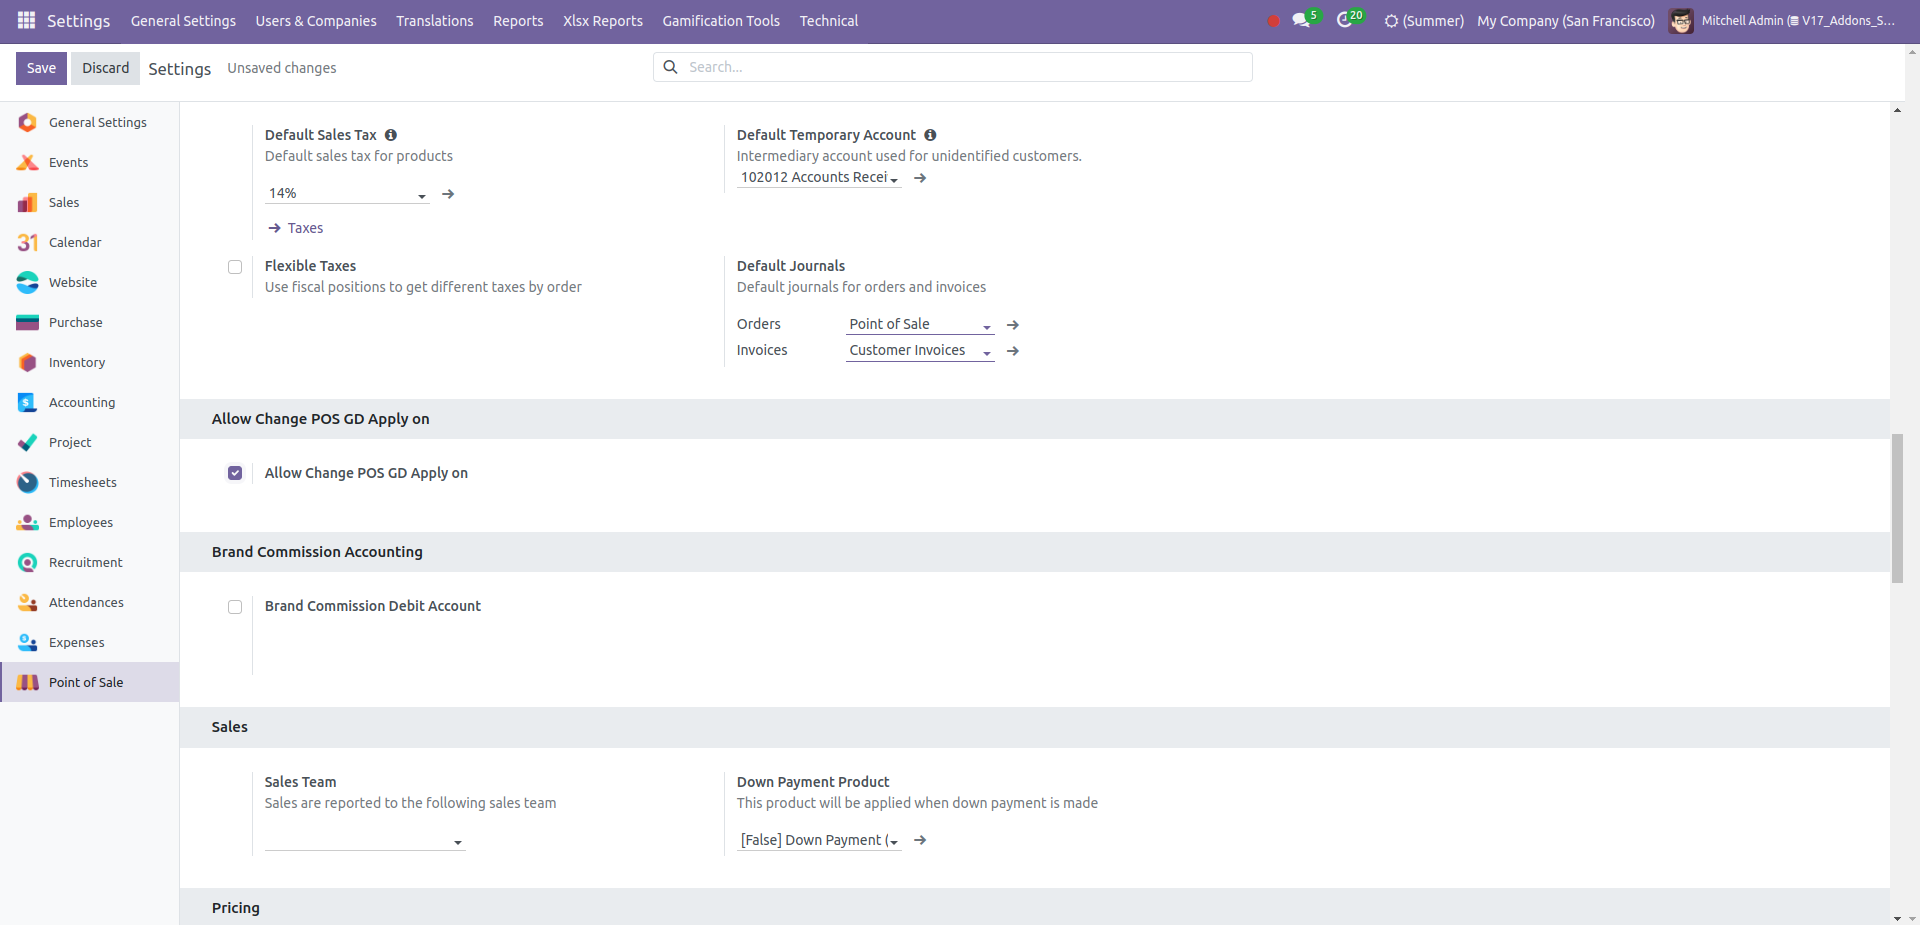 Settings General Settings Users & Companies Translations Reports Xlsx Reports Gamification Tools Technical 5 20 (Summer) My Company (San Francisco) Mitchell Admin (V17_Addons_S...
Save Discard Settings Unsaved changes Search...
General Settings
Events
Sales
31 Calendar
Website
Purchase
Inventory
$ Accounting
Project
Timesheets
Employees
Recruitment
Attendances
Expenses
Point of Sale
Default Sales Tax
Default sales tax for products
14%
Taxes
Default Temporary Account
Intermediary account used for unidentified customers.
102012 Accounts Recei
Flexible Taxes
Use fiscal positions to get different taxes by order
Default Journals
Default journals for orders and invoices
Orders Point of Sale
Invoices Customer Invoices
Allow Change POS GD Apply on
Allow Change POS GD Apply on
Brand Commission Accounting
Brand Commission Debit Account
Sales
Sales Team
Sales are reported to the following sales team
Down Payment Product
This product will be applied when down payment is made
[False] Down Payment (
Pricing